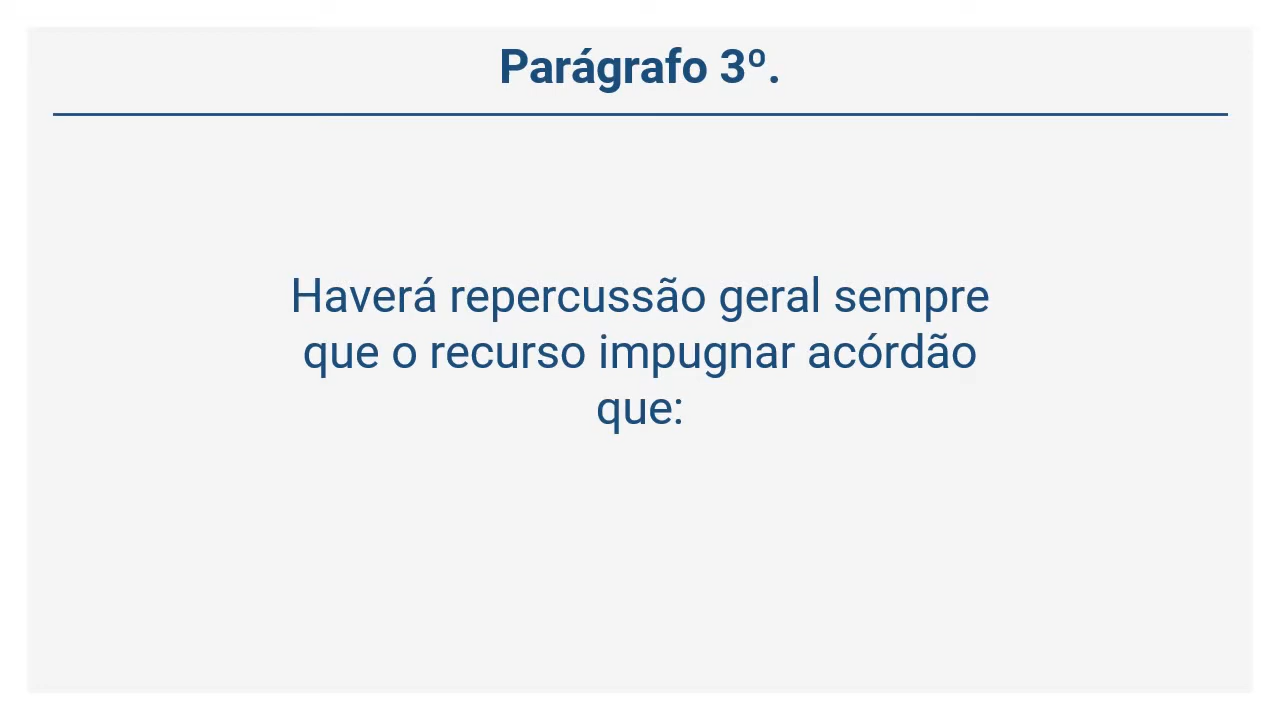 Parágrafo 3º.
Haverá repercussão geral sempre
que o recurso impugnar acórdão
que: